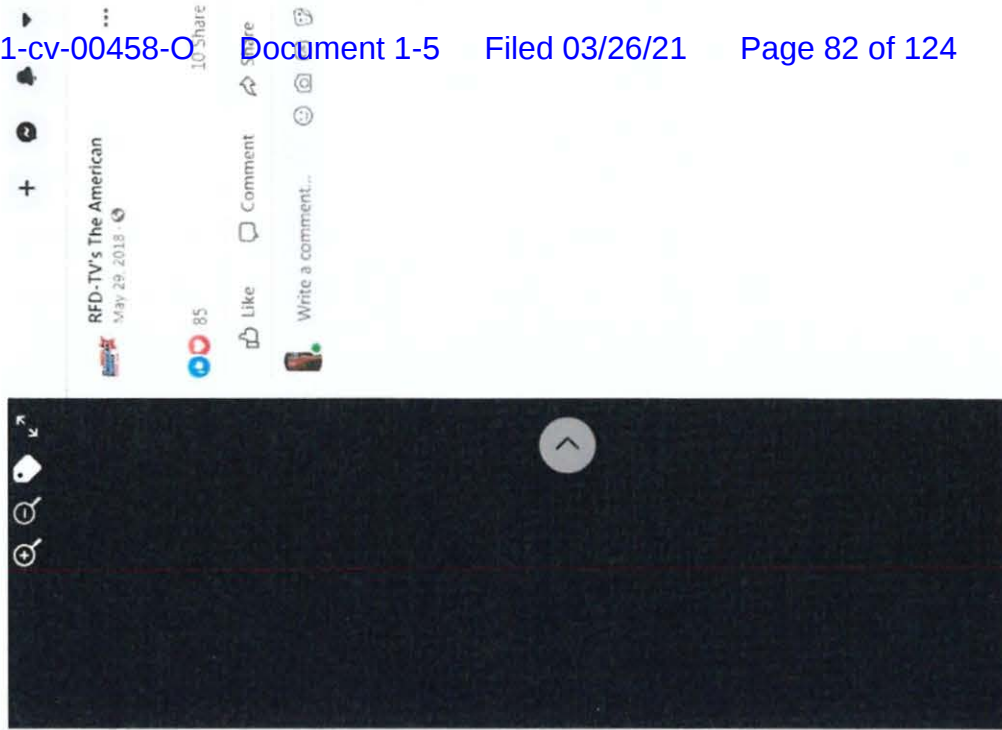 1-cv-00458-O Document 1-5 Filed 03/26/21 Page 82 of 124
RFD-TV's The American
May 29, 2018
85
10 Share
Like Comment Share
Write a comment...